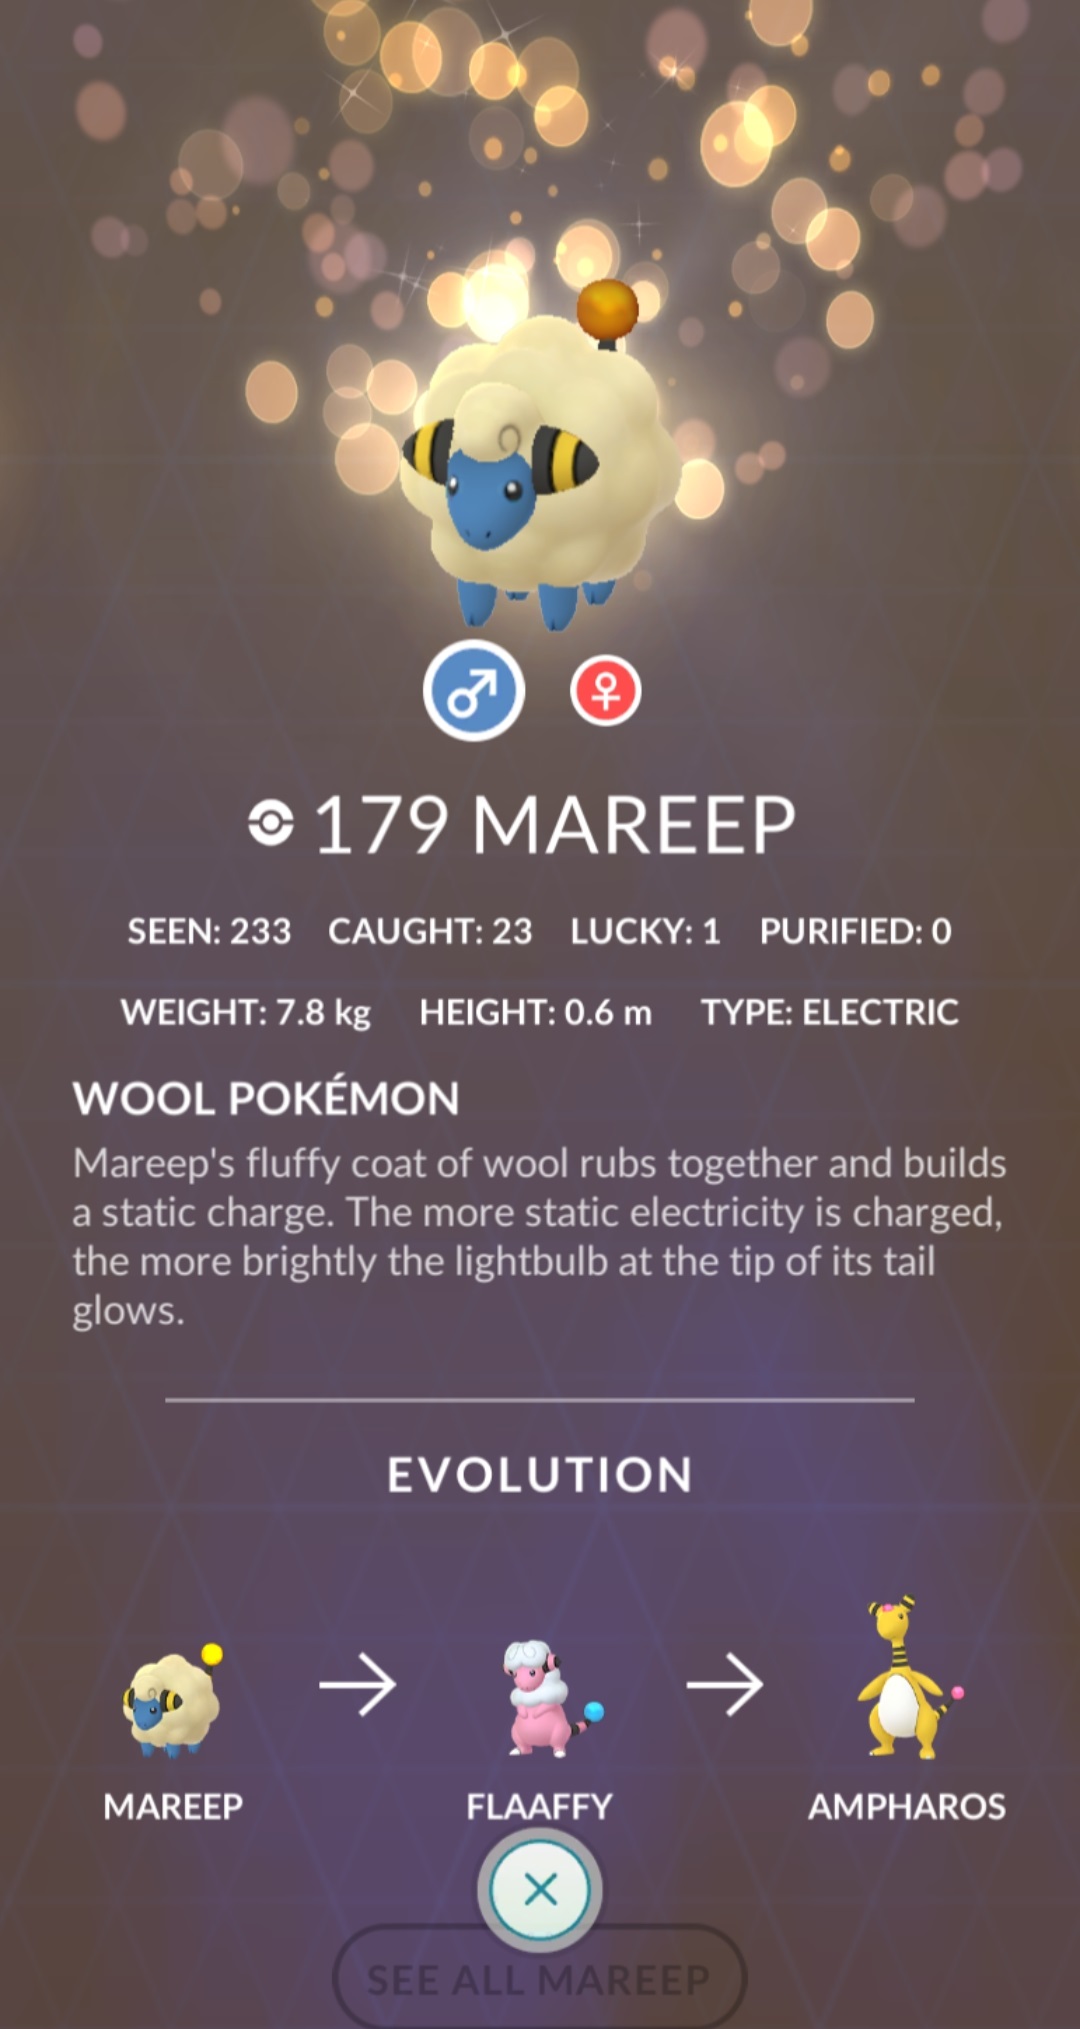 179 MAREEP
SEEN: 233 CAUGHT: 23 LUCKY: 1 PURIFIED: 0
WEIGHT: 7.8 kg HEIGHT: 0.6 m TYPE: ELECTRIC
WOOL POKÉMON
Mareep's fluffy coat of wool rubs together and builds
a static charge. The more static electricity is charged,
the more brightly the lightbulb at the tip of its tail
glows.
EVOLUTION
MAREEP FLAAFFY AMPHAROS
SEE ALL MAREEP